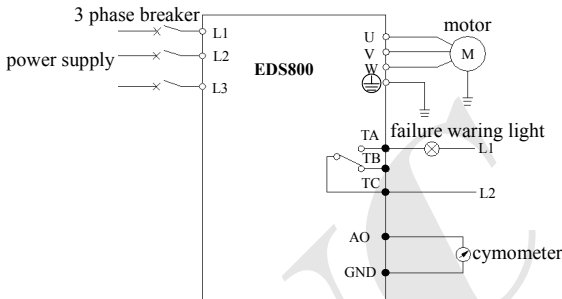 3 phase breaker
L1
power supply
L2
L3
EDS800
U
V
W
motor
M
TA
failure waring light
L1
TB
TC
L2
AO
cymometer
GND